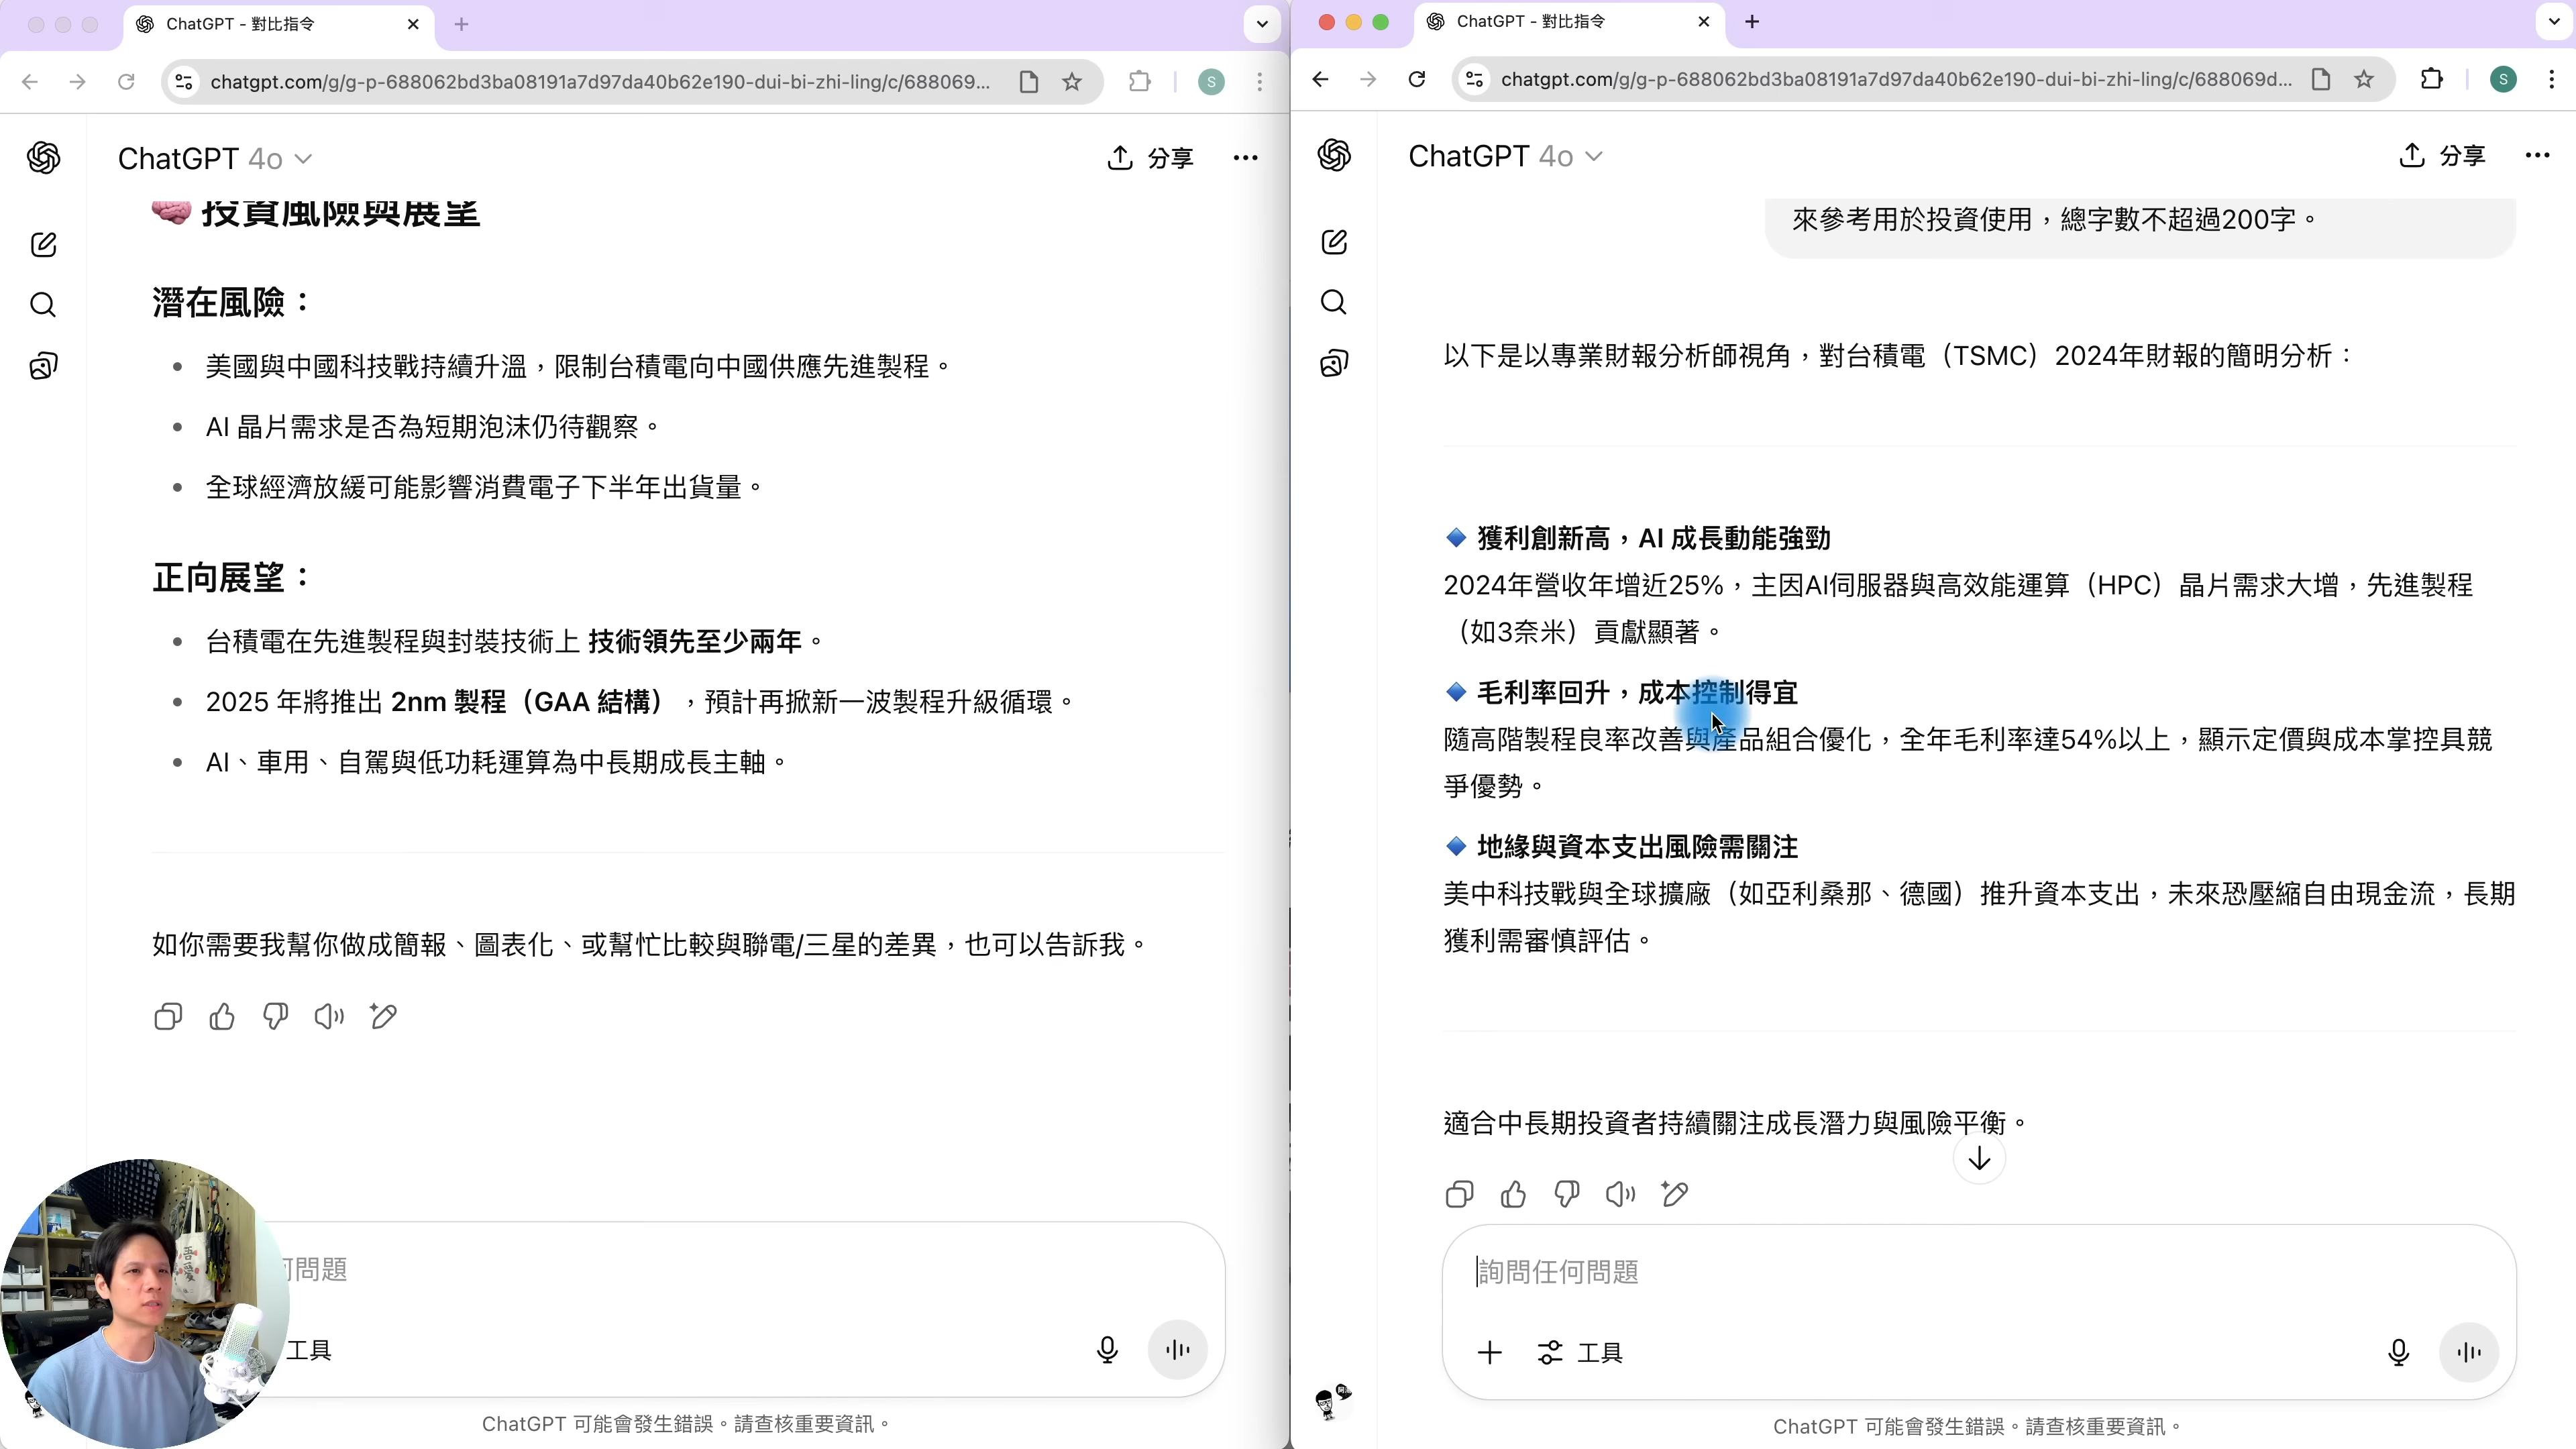 ChatGPT - 對比指令
chatgpt.com/g/g-p-688062bd3ba08191a7d97da40b62e190-dui-bi-zhi-ling/c/688069...
S
ChatGPT 4o
分享
投資風險與展望
潛在風險：
美國與中國科技戰持續升溫，限制台積電向中國供應先進製程。
AI 晶片需求是否為短期泡沫仍待觀察。
全球經濟放緩可能影響消費電子下半年出貨量。
正向展望：
台積電在先進製程與封裝技術上 技術領先至少兩年。
2025 年將推出 2nm 製程（GAA 結構），預計再掀新一波製程升級循環。
AI、車用、自駕與低功耗運算為中長期成長主軸。
如你需要我幫你做成簡報、圖表化、或幫忙比較與聯電/三星的差異，也可以告訴我。
問題
工具
ChatGPT 可能會發生錯誤。請查核重要資訊。
ChatGPT - 對比指令
chatgpt.com/g/g-p-688062bd3ba08191a7d97da40b62e190-dui-bi-zhi-ling/c/688069d...
S
ChatGPT 4o
分享
來參考用於投資使用，總字數不超過200字。
以下是以專業財報分析師視角，對台積電（TSMC）2024年財報的簡明分析：
獲利創新高，AI 成長動能強勁
2024年營收年增近25%，主因AI伺服器與高效能運算（HPC）晶片需求大增，先進製程
（如3奈米）貢獻顯著。
毛利率回升，成本控制得宜
隨高階製程良率改善與產品組合優化，全年毛利率達54%以上，顯示定價與成本掌控具競
爭優勢。
地緣與資本支出風險需關注
美中科技戰與全球擴廠（如亞利桑那、德國）推升資本支出，未來恐壓縮自由現金流，長期
獲利需審慎評估。
適合中長期投資者持續關注成長潛力與風險平衡。
詢問任何問題
工具
ChatGPT 可能會發生錯誤。請查核重要資訊。